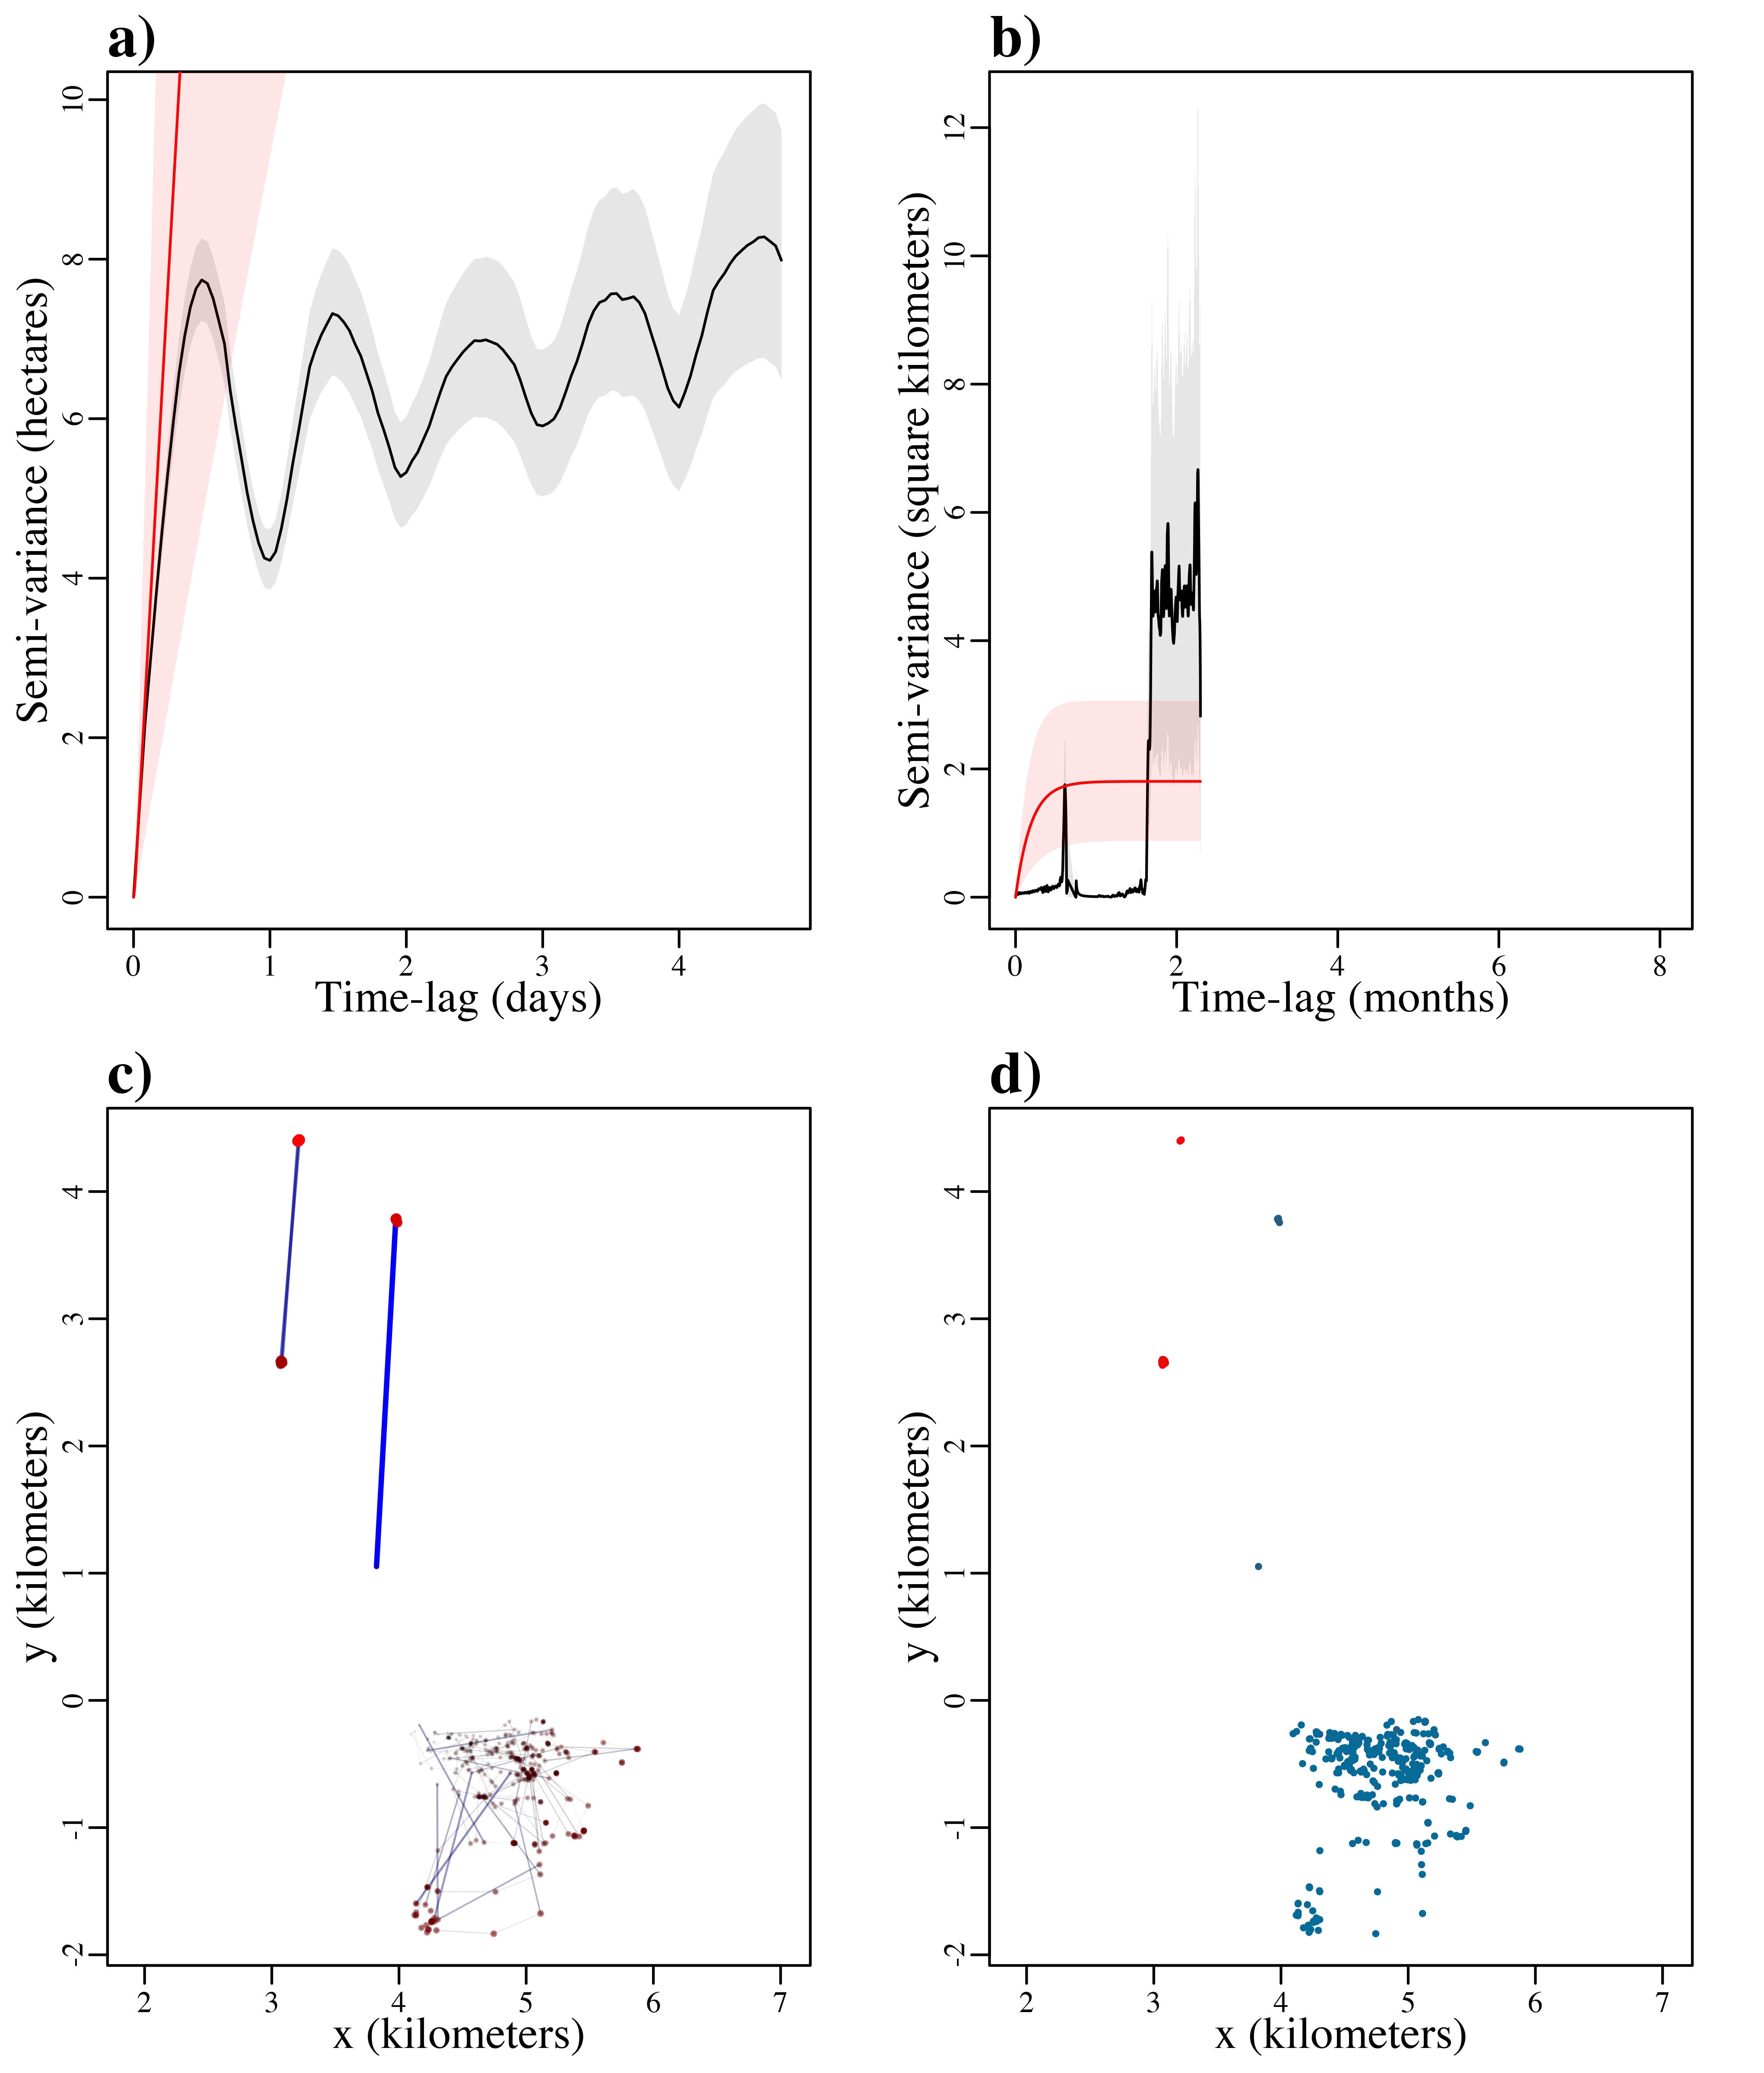 a)
Semi-variance (hectares)
10
8
6
4
2
0
0 1 2 3 4
Time-lag (days)
b)
Semi-variance (square kilometers)
12
10
8
6
4
2
0
0 2 4 6 8
Time-lag (months)
c)
y (kilometers)
4
3
2
1
0
-1
-2
2 3 4 5 6 7
x (kilometers)
d)
y (kilometers)
4
3
2
1
0
-1
-2
2 3 4 5 6 7
x (kilometers)